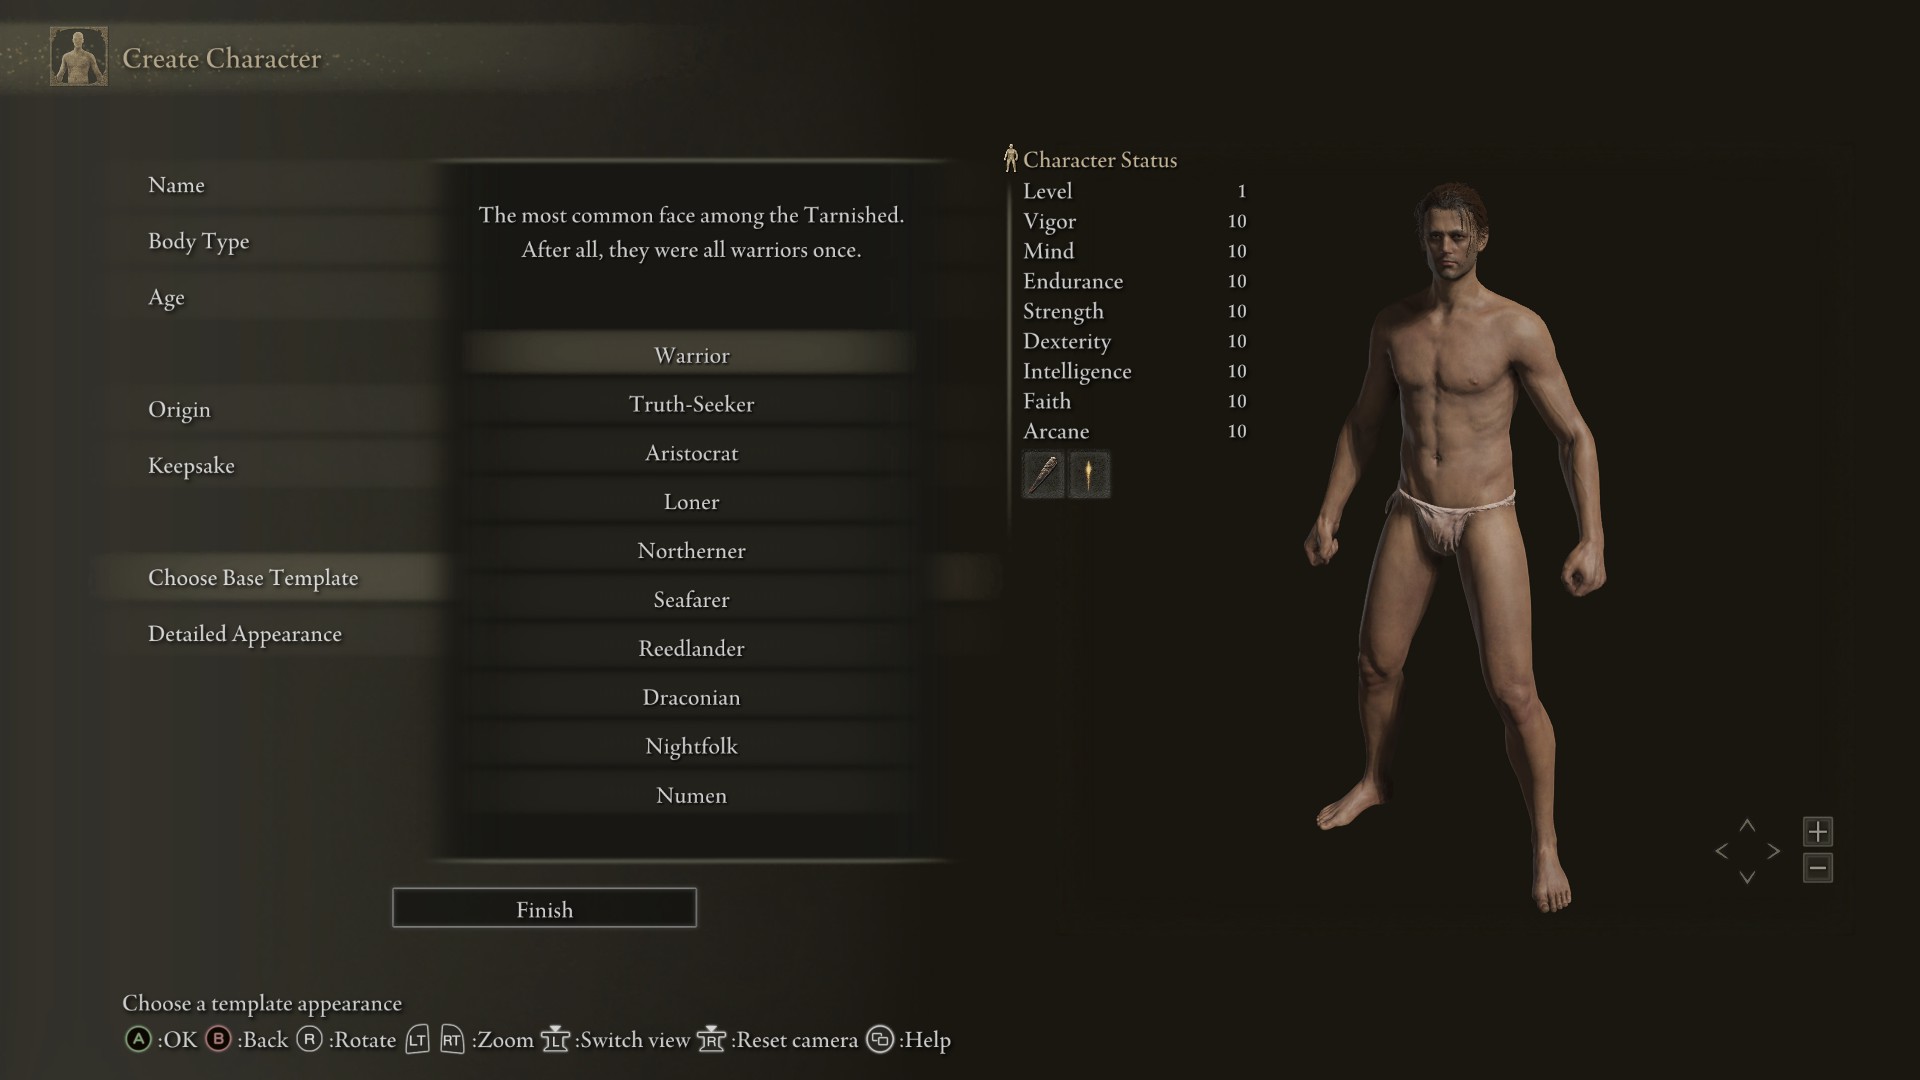 Create Character
Name
Body Type
Age
Origin
Keepsake
Choose Base Template
Detailed Appearance
The most common face among the Tarnished.
After all, they were all warriors once.
Warrior
Truth-Seeker
Aristocrat
Loner
Northerner
Seafarer
Reedlander
Draconian
Nightfolk
Numen
Finish
Character Status
Level 1
Vigor 10
Mind 10
Endurance 10
Strength 10
Dexterity 10
Intelligence 10
Faith 10
Arcane 10
Choose a template appearance
A :OK B :Back R :Rotate LT RT :Zoom L :Switch view R :Reset camera :Help